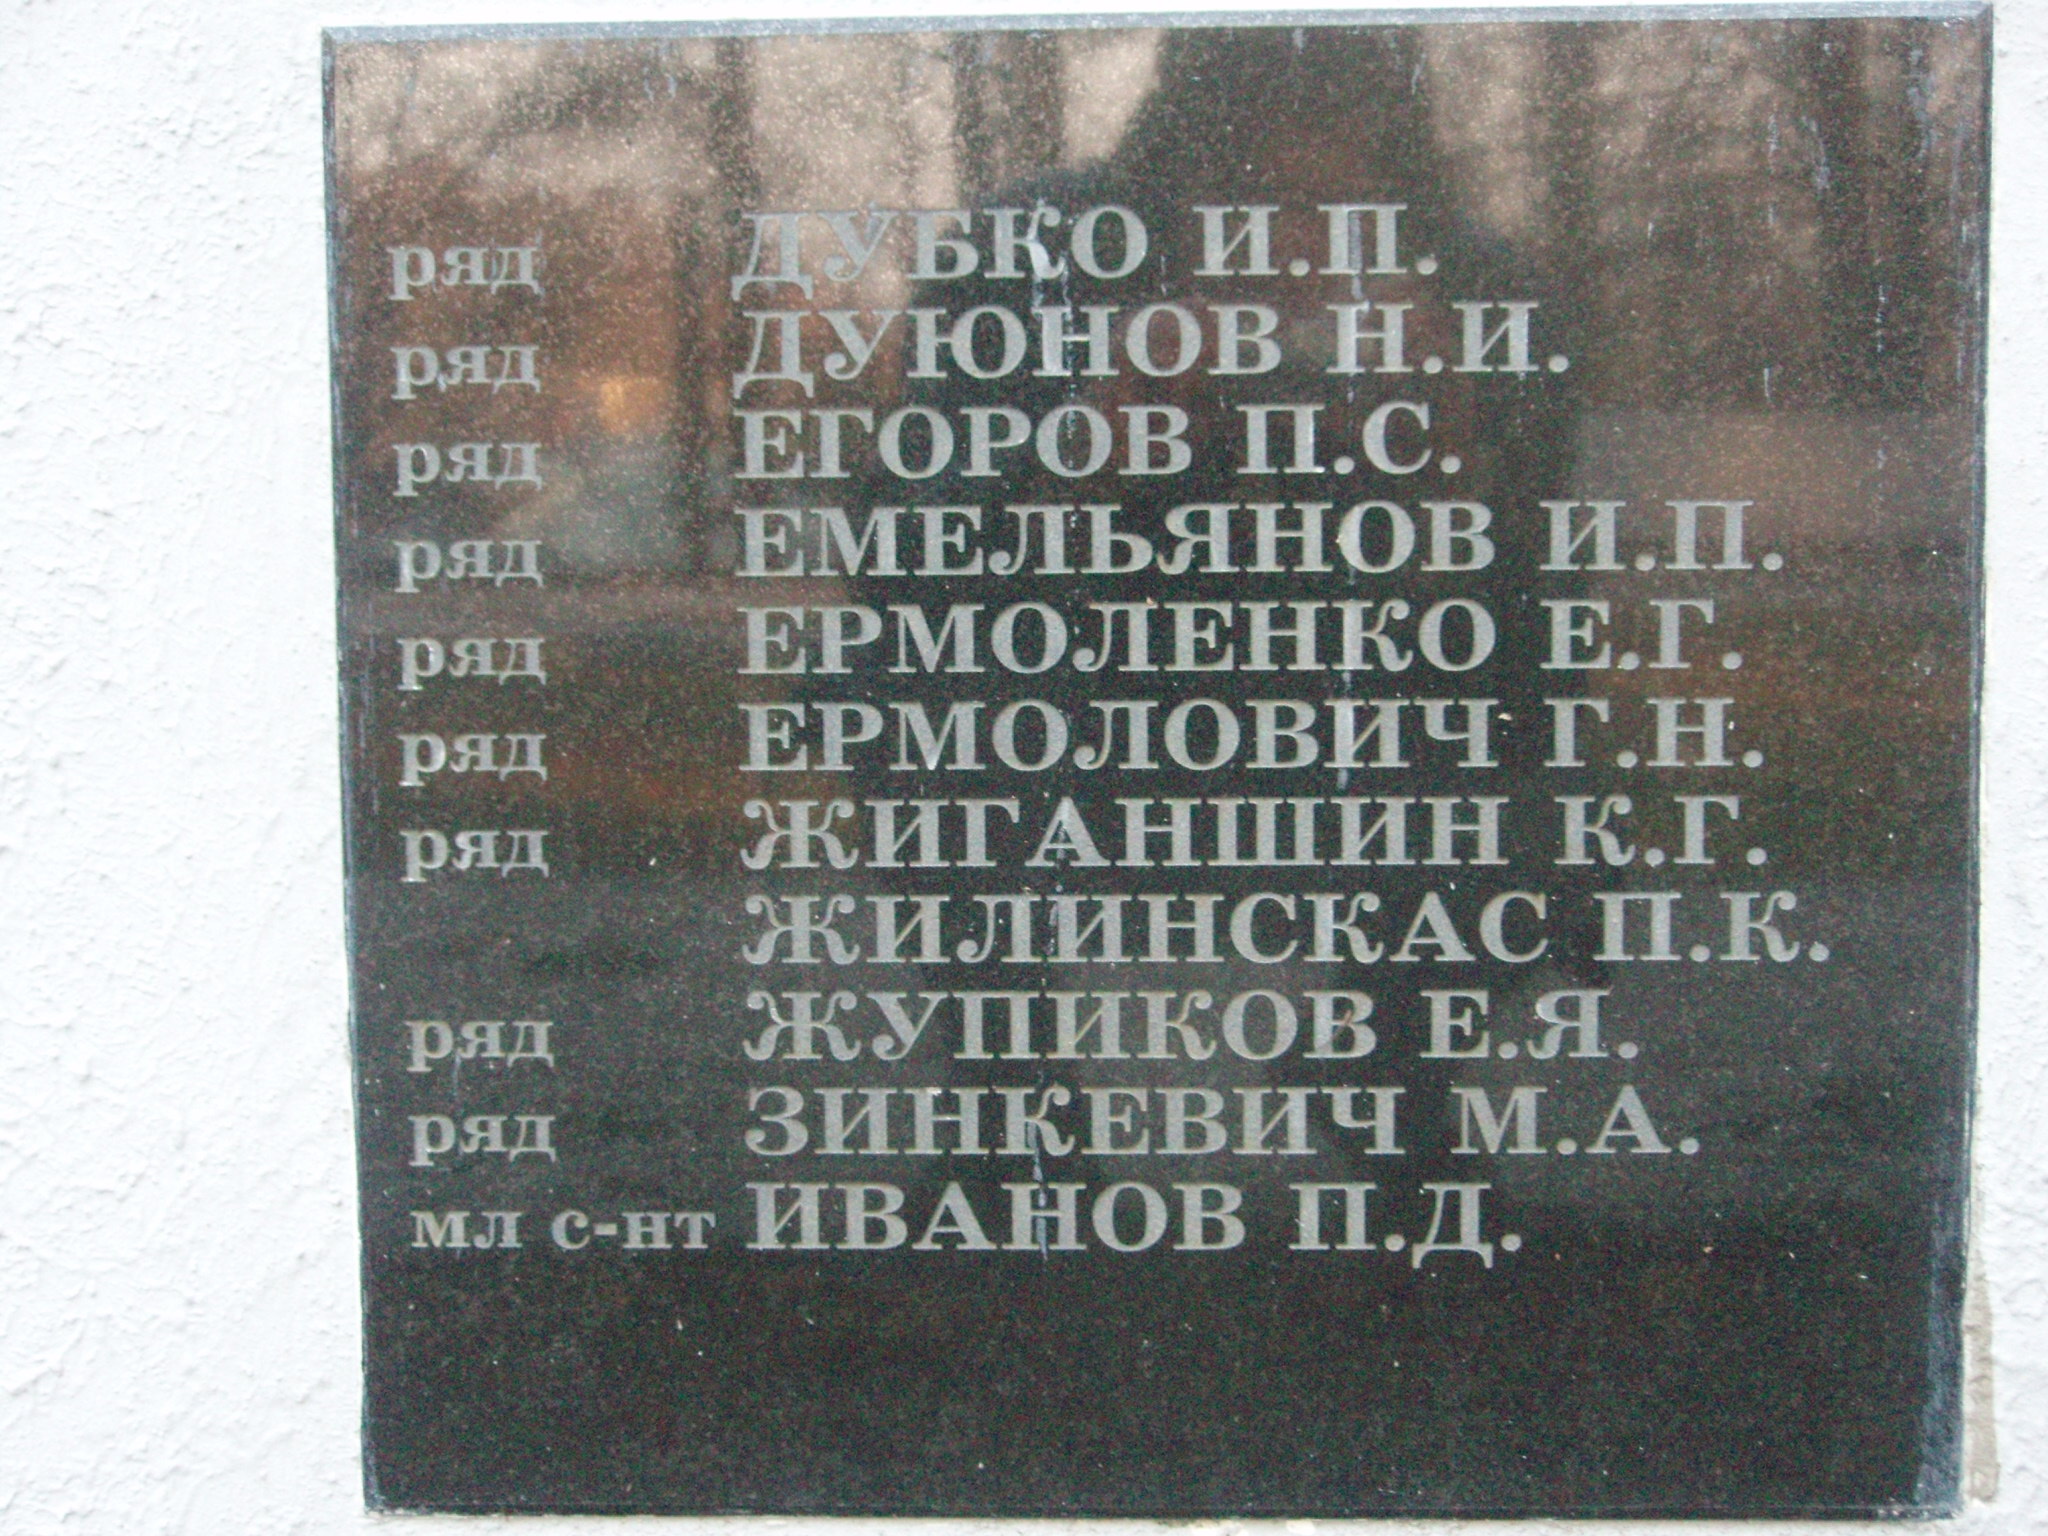 ряд ДУБКО И.П.
ряд ДУЮНОВ Н.И.
ряд ЕГОРОВ П.С.
ряд ЕМЕЛЬЯНОВ И.П.
ряд ЕРМОЛЕНКО Е.Г.
ряд ЕРМОЛОВИЧ Г.Н.
ряд ЖИГАНШИН К.Г.
ЖИЛИНСКАС П.К.
ряд ЖУПИКОВ Е.Я.
ряд ЗИНКЕВИЧ М.А.
мл с-нт ИВАНОВ П.Д.